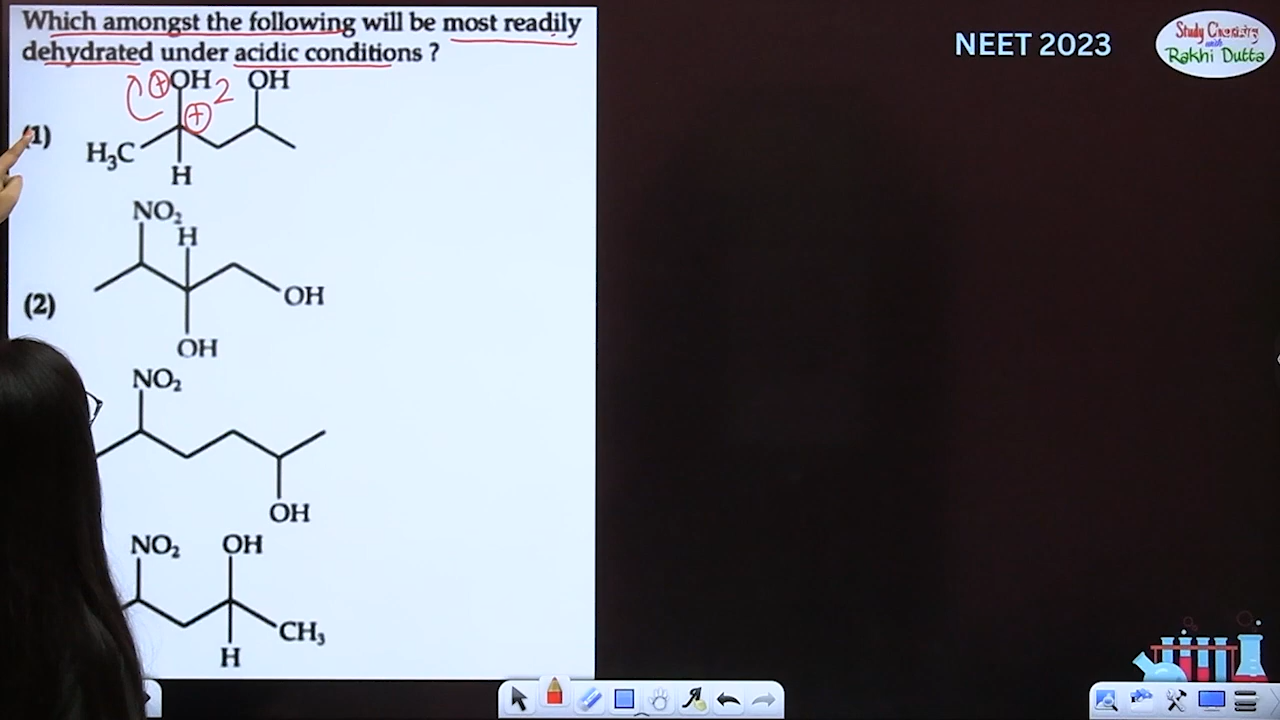 Which amongst the following will be most readily
dehydrated under acidic conditions ?
NEET 2023
Study Chemistry
with
Rakhi Dutta
⊕OH2 OH
⊕
(1)
H₃C
H
NO₂
H
OH
(2)
OH
NO₂
OH
NO₂ OH
CH₃
H